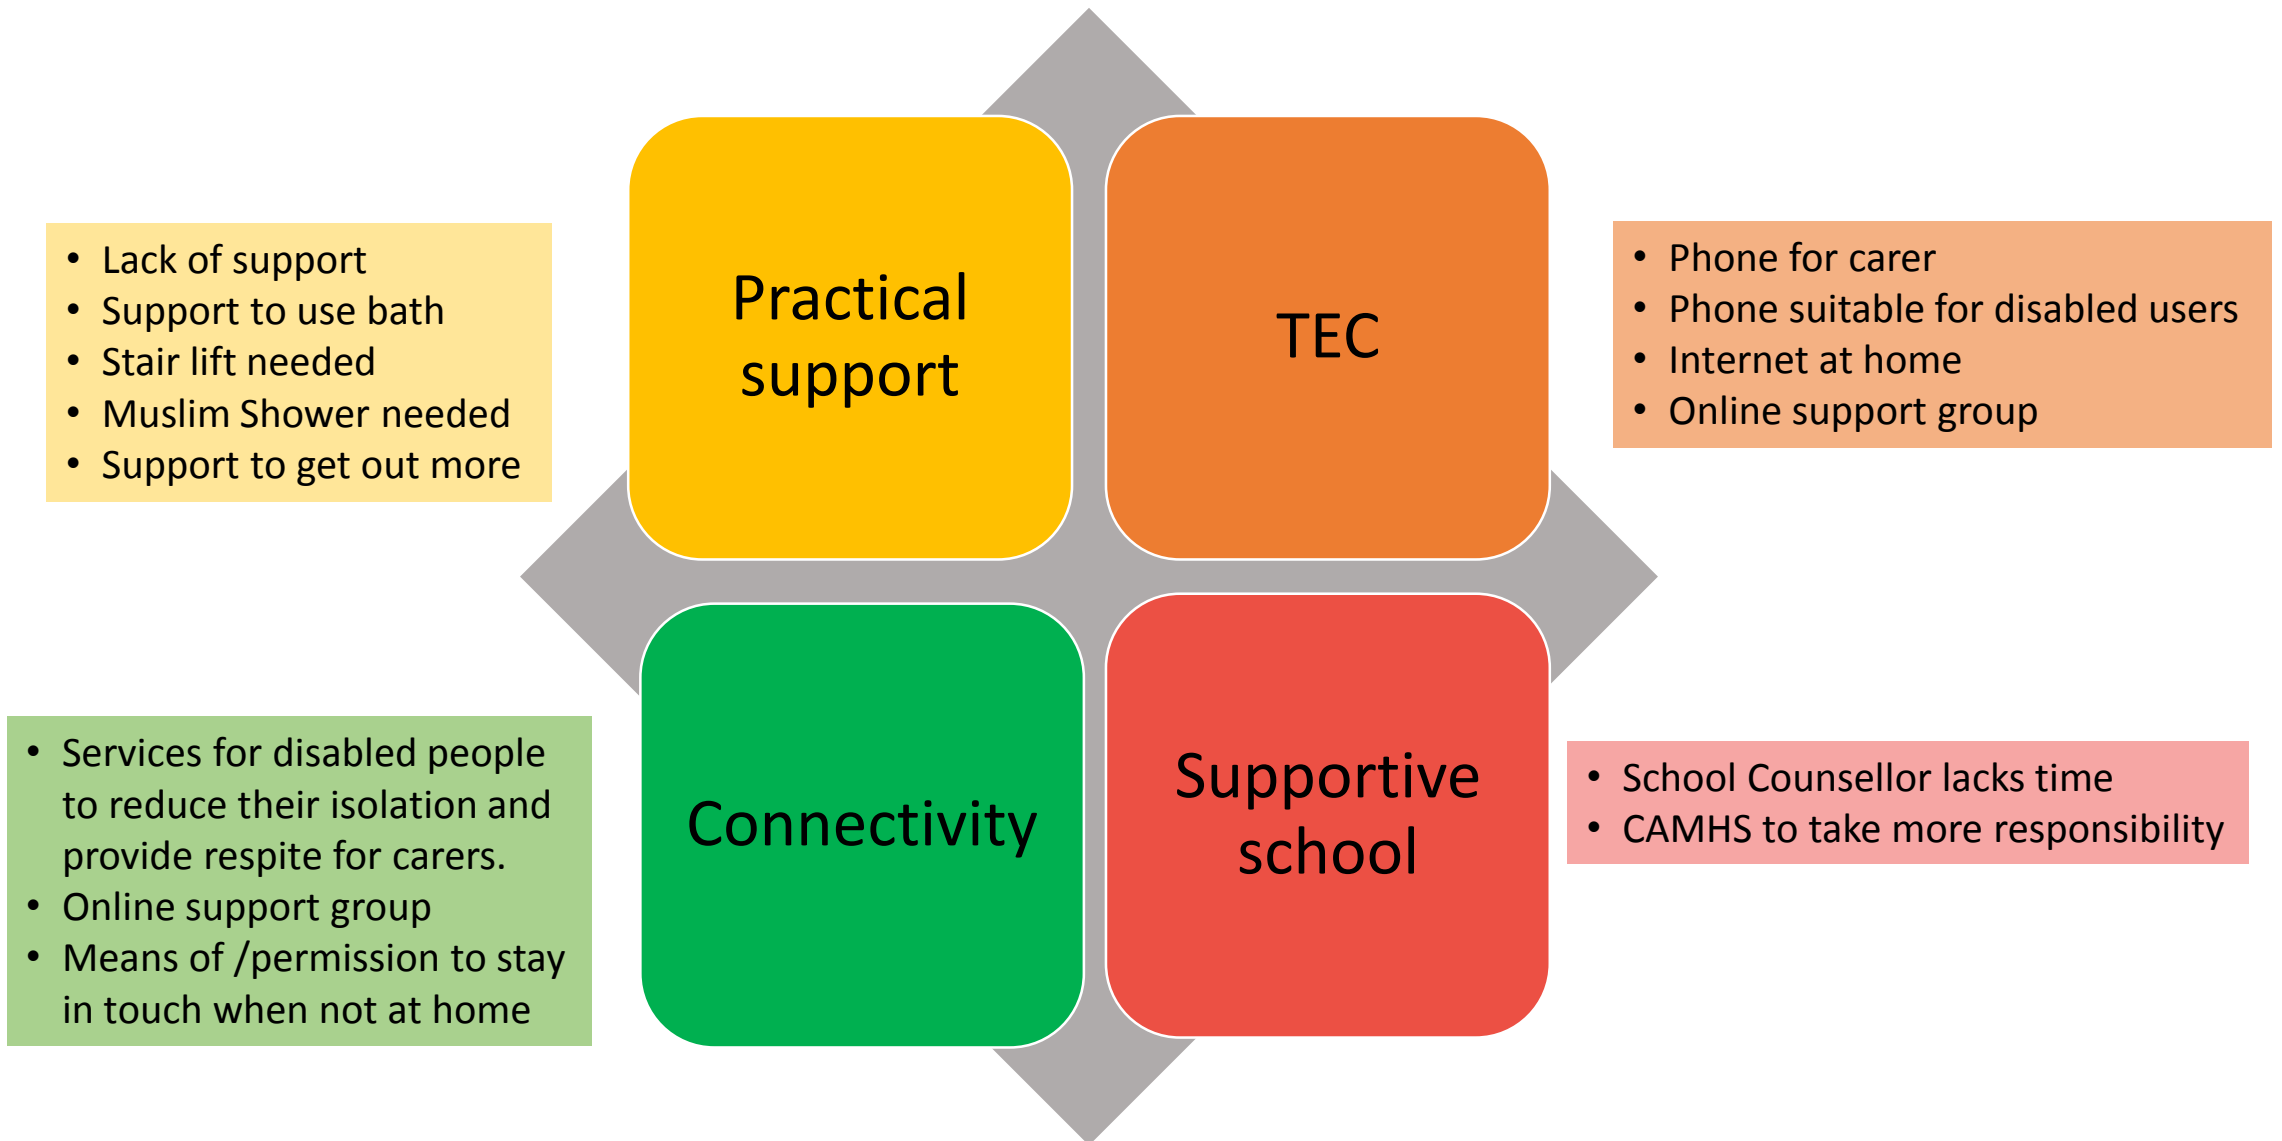 • Lack of support
• Support to use bath
• Stair lift needed
• Muslim Shower needed
• Support to get out more
Practical
support
TEC
• Phone for carer
• Phone suitable for disabled users
• Internet at home
• Online support group
• Services for disabled people
to reduce their isolation and
provide respite for carers.
• Online support group
• Means of /permission to stay
in touch when not at home
Connectivity
Supportive
school
• School Counsellor lacks time
• CAMHS to take more responsibility